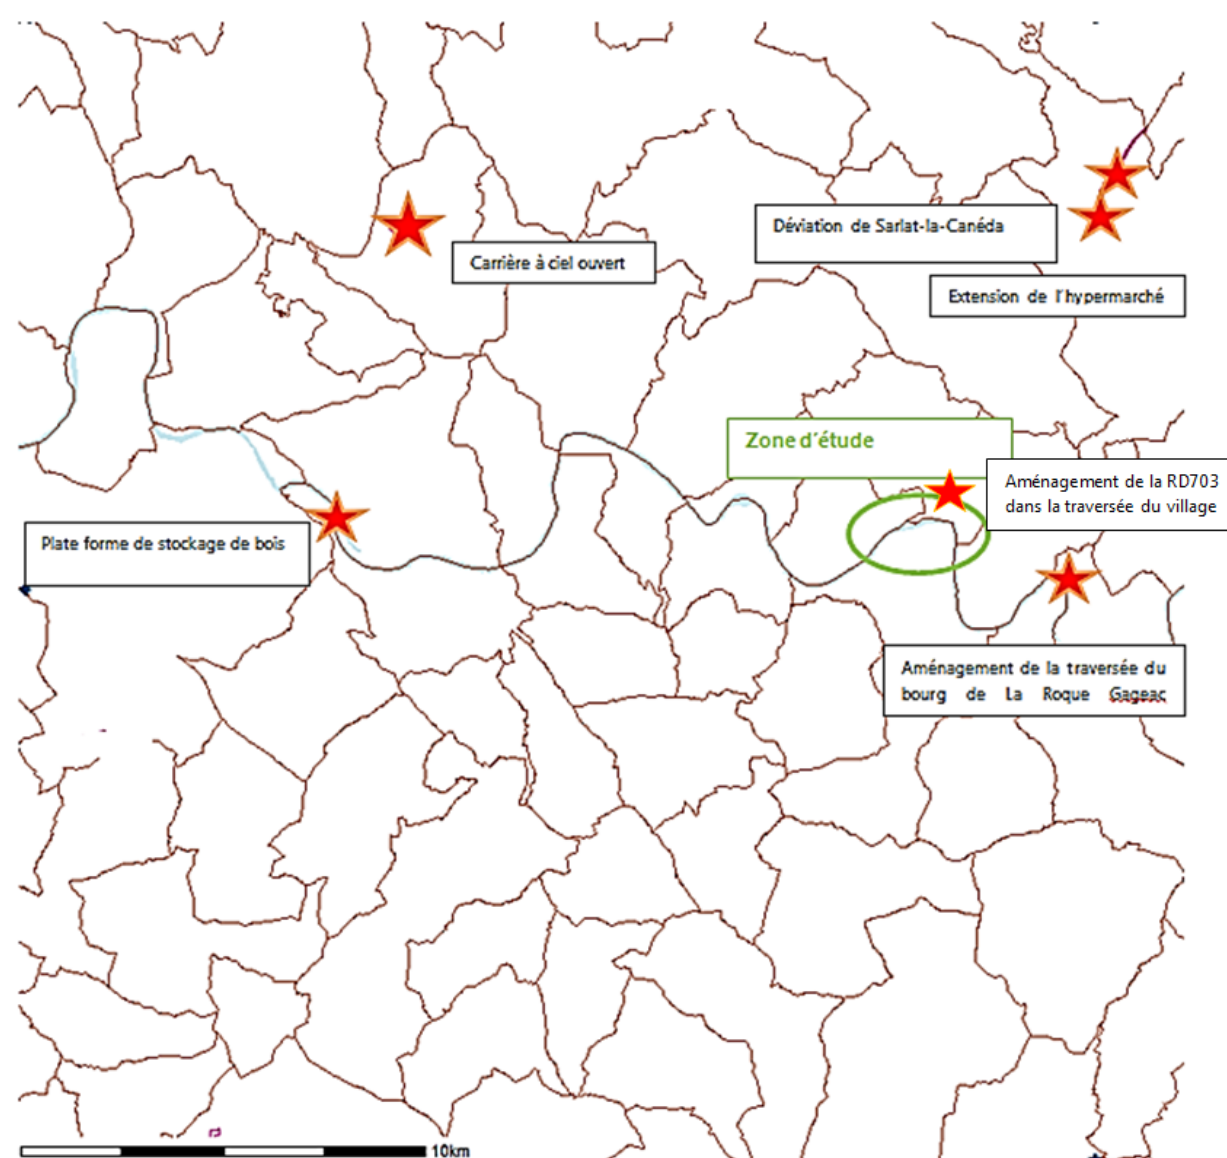 Déviation de Sarlat-la-Canéda
Carrière à ciel ouvert
Extension de l'hypermarché
Zone d'étude
Aménagement de la RD703
dans la traversée du village
Plate forme de stockage de bois
Aménagement de la traversée du
bourg de La Roque Gageac
10km